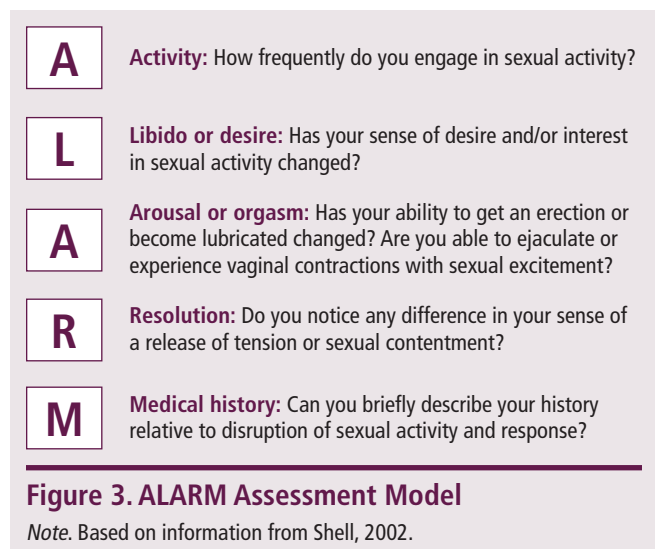 A
Activity: How frequently do you engage in sexual activity?
L
Libido or desire: Has your sense of desire and/or interest
in sexual activity changed?
A
Arousal or orgasm: Has your ability to get an erection or
become lubricated changed? Are you able to ejaculate or
experience vaginal contractions with sexual excitement?
R
Resolution: Do you notice any difference in your sense of
a release of tension or sexual contentment?
M
Medical history: Can you briefly describe your history
relative to disruption of sexual activity and response?
Figure 3. ALARM Assessment Model
Note. Based on information from Shell, 2002.